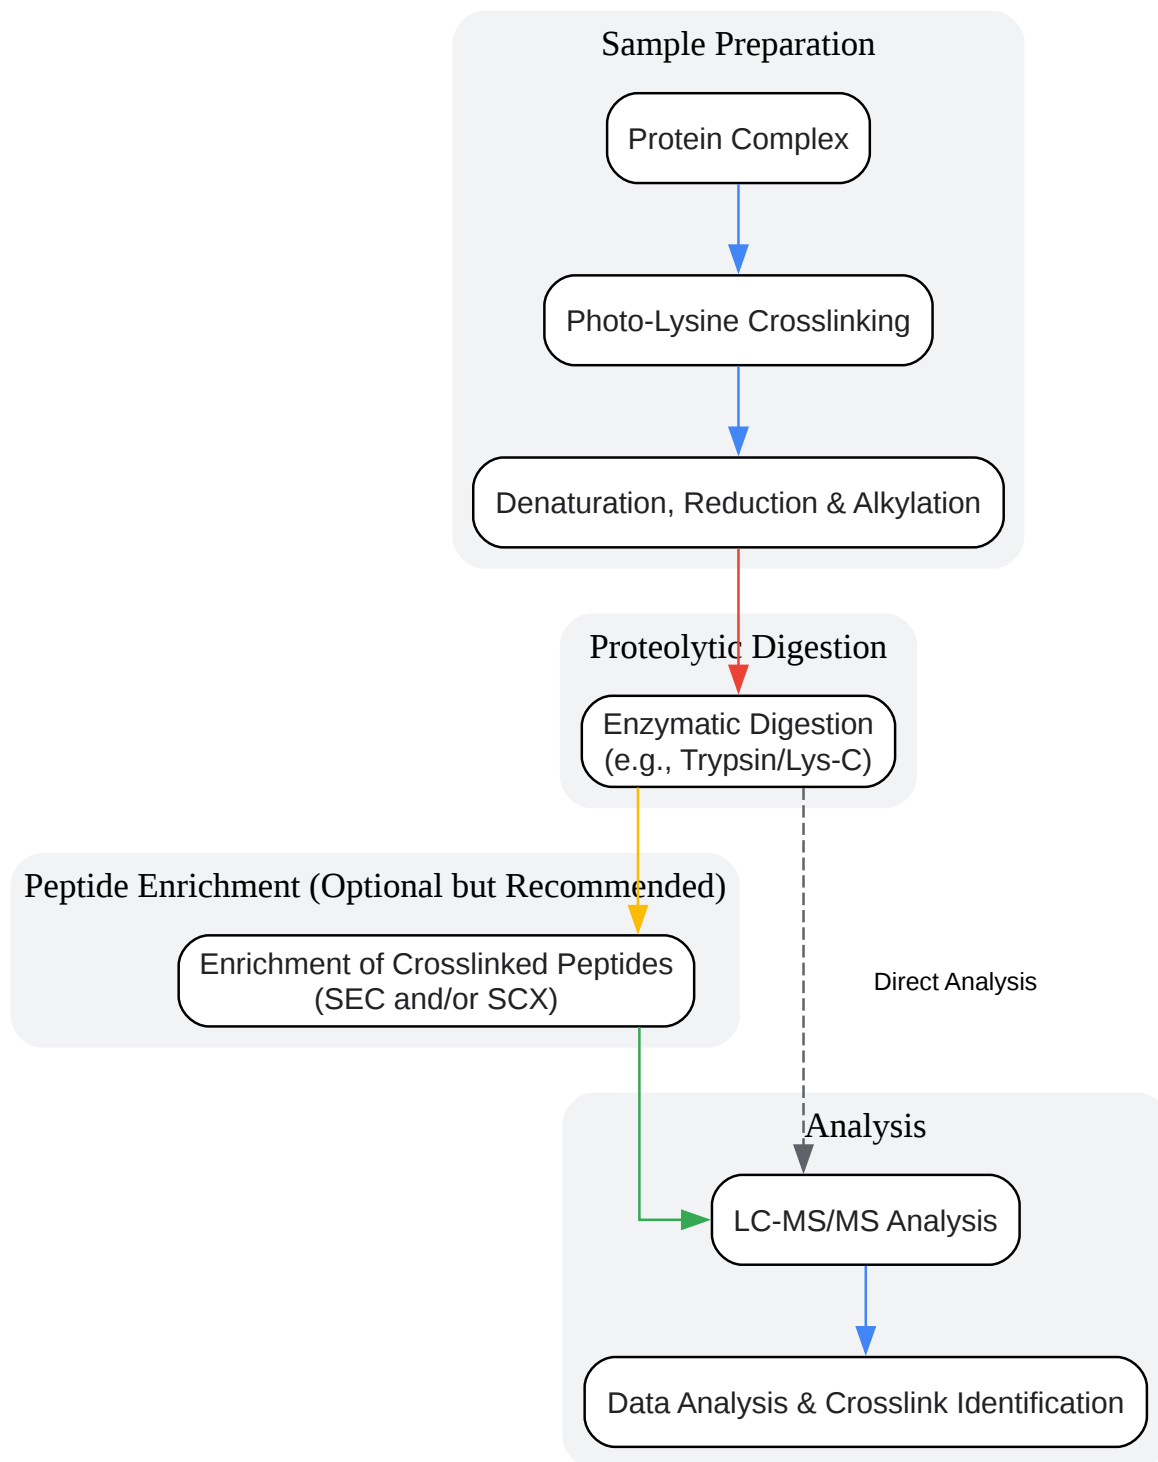 Sample Preparation
Protein Complex
Photo-Lysine Crosslinking
Denaturation, Reduction & Alkylation
Proteolytic Digestion
Enzymatic Digestion
(e.g., Trypsin/Lys-C)
Peptide Enrichment (Optional but Recommended)
Enrichment of Crosslinked Peptides
(SEC and/or SCX)
Direct Analysis
Analysis
LC-MS/MS Analysis
Data Analysis & Crosslink Identification